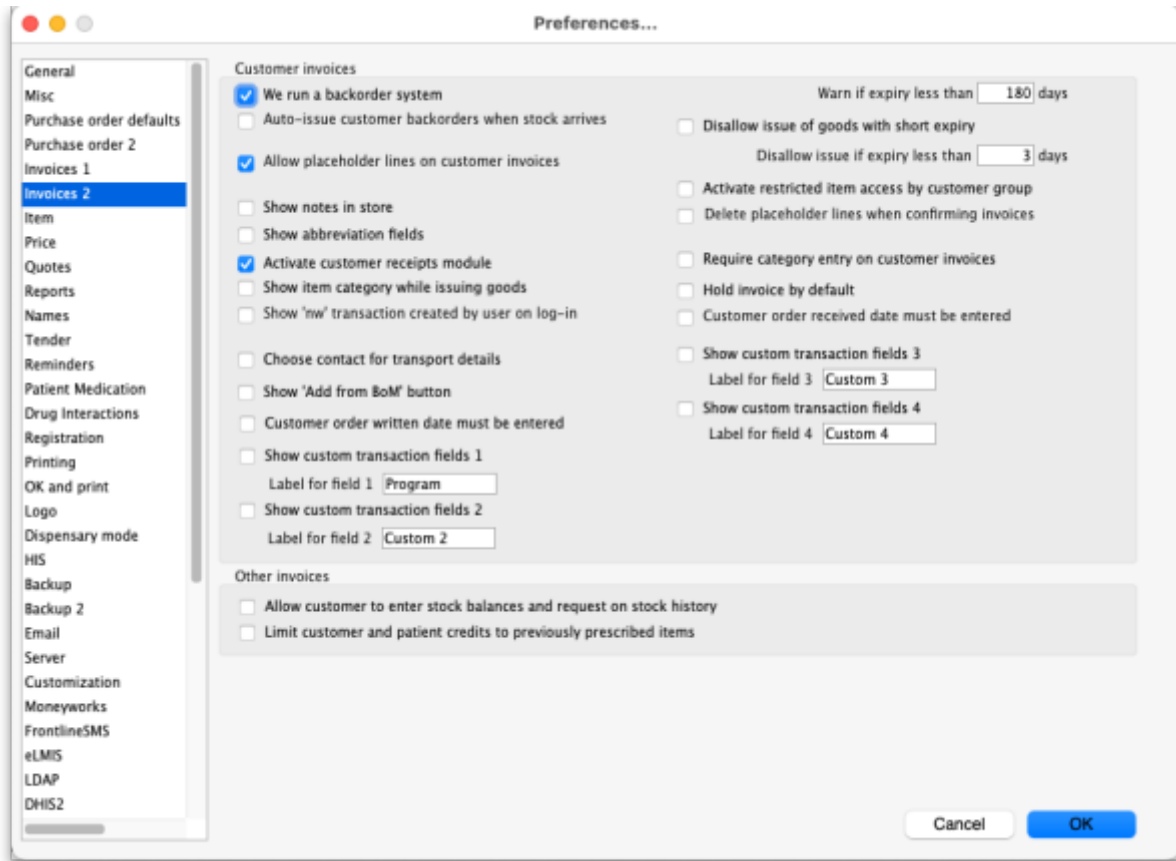 Preferences...
General
Misc
Purchase order defaults
Purchase order 2
Invoices 1
Invoices 2
Item
Price
Quotes
Reports
Names
Tender
Reminders
Patient Medication
Drug Interactions
Registration
Printing
OK and print
Logo
Dispensary mode
HIS
Backup
Backup 2
Email
Server
Customization
Moneyworks
FrontlineSMS
eLMIS
LDAP
DHIS2
Customer invoices
We run a backorder system
Auto-issue customer backorders when stock arrives
Allow placeholder lines on customer invoices
Show notes in store
Show abbreviation fields
Activate customer receipts module
Show item category while issuing goods
Show 'nw' transaction created by user on log-in
Choose contact for transport details
Show 'Add from BoM' button
Customer order written date must be entered
Show custom transaction fields 1
Label for field 1 Program
Show custom transaction fields 2
Label for field 2 Custom 2
Warn if expiry less than 180 days
Disallow issue of goods with short expiry
Disallow issue if expiry less than 3 days
Activate restricted item access by customer group
Delete placeholder lines when confirming invoices
Require category entry on customer invoices
Hold invoice by default
Customer order received date must be entered
Show custom transaction fields 3
Label for field 3 Custom 3
Show custom transaction fields 4
Label for field 4 Custom 4
Other invoices
Allow customer to enter stock balances and request on stock history
Limit customer and patient credits to previously prescribed items
Cancel
OK